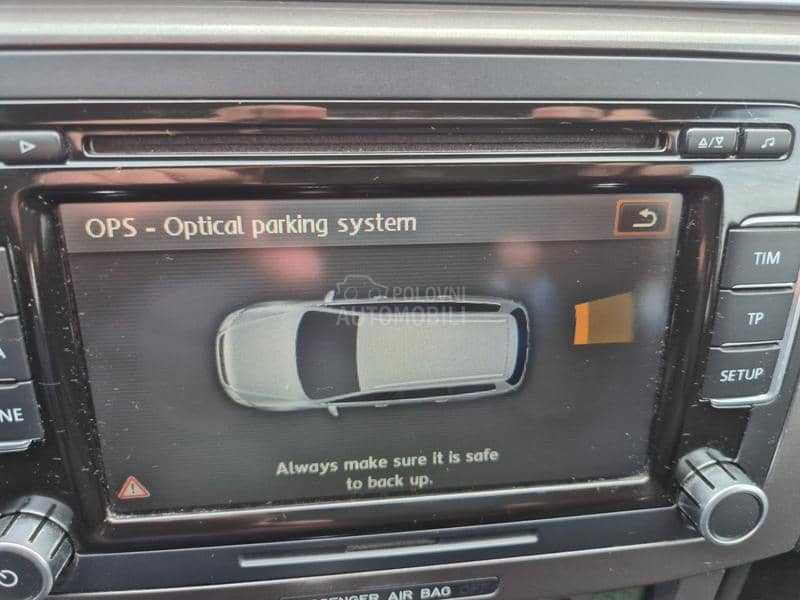 OPS - Optical parking system
POLOVNI
AUTOMOBILI
TIM
TP
SETUP
NE
Always make sure it is safe
to back up.
AIR BAG